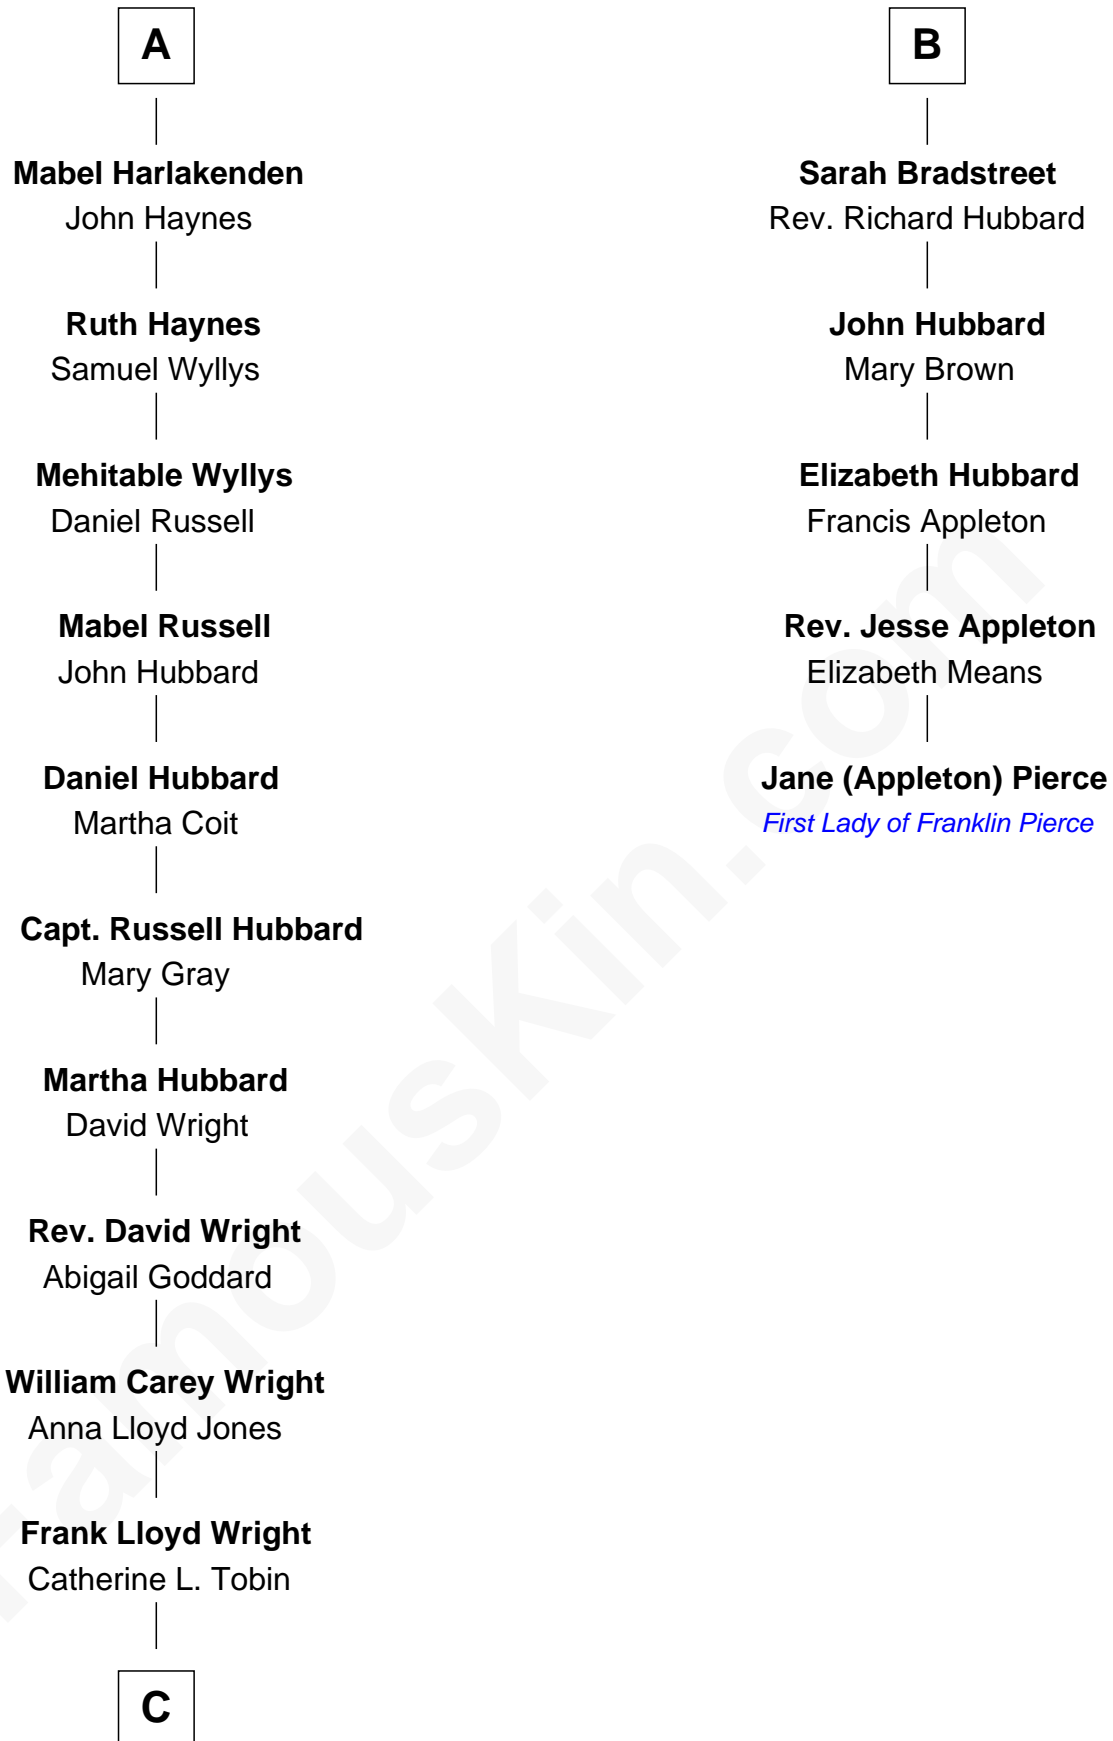 A
Mabel Harlakenden
John Haynes
Ruth Haynes
Samuel Wyllys
Mehitable Wyllys
Daniel Russell
Mabel Russell
John Hubbard
Daniel Hubbard
Martha Coit
Capt. Russell Hubbard
Mary Gray
Martha Hubbard
David Wright
Rev. David Wright
Abigail Goddard
William Carey Wright
Anna Lloyd Jones
Frank Lloyd Wright
Catherine L. Tobin
C
B
Sarah Bradstreet
Rev. Richard Hubbard
John Hubbard
Mary Brown
Elizabeth Hubbard
Francis Appleton
Rev. Jesse Appleton
Elizabeth Means
Jane (Appleton) Pierce
First Lady of Franklin Pierce
FamousKin.com